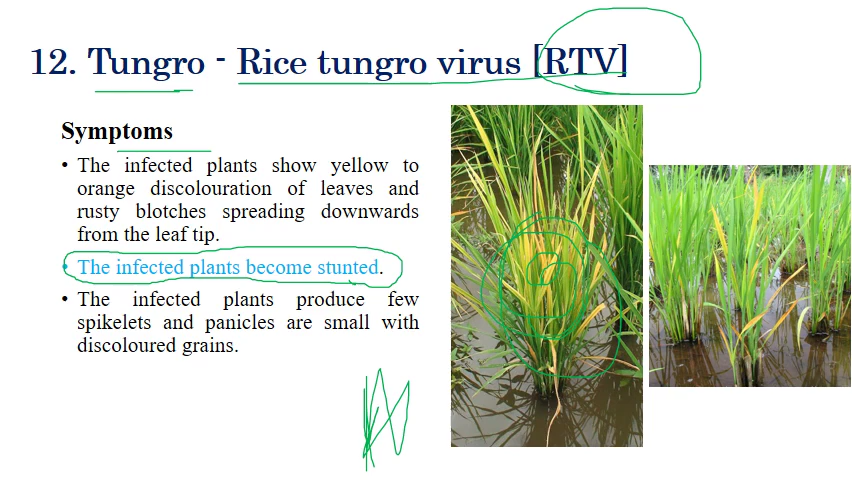 12. Tungro - Rice tungro virus [RTV]
Symptoms
• The infected plants show yellow to
orange discolouration of leaves and
rusty blotches spreading downwards
from the leaf tip.
• The infected plants become stunted.
• The infected plants produce few
spikelets and panicles are small with
discoloured grains.